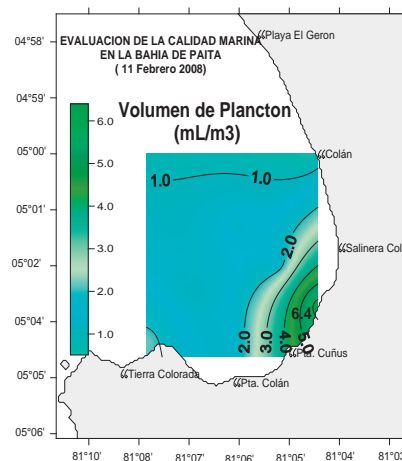 EVALUACION DE LA CALIDAD MARINA
EN LA BAHIA DE PAITA
( 11 Febrero 2008)
Volumen de Plancton
(mL/m3)
Playa El Geron
Colán
Salinera Col
Pta. Cuñus
Pta. Colán
Tierra Colorada
6.0
5.0
4.0
3.0
2.0
1.0
1.0
1.0
2.0
2.0
3.0
4.0
5.0
6.4
04°58'
04°59'
05°00'
05°01'
05°02'
05°03'
05°04'
05°05'
05°06'
81°10'
81°08'
81°07'
81°06'
81°05'
81°04'
81°03